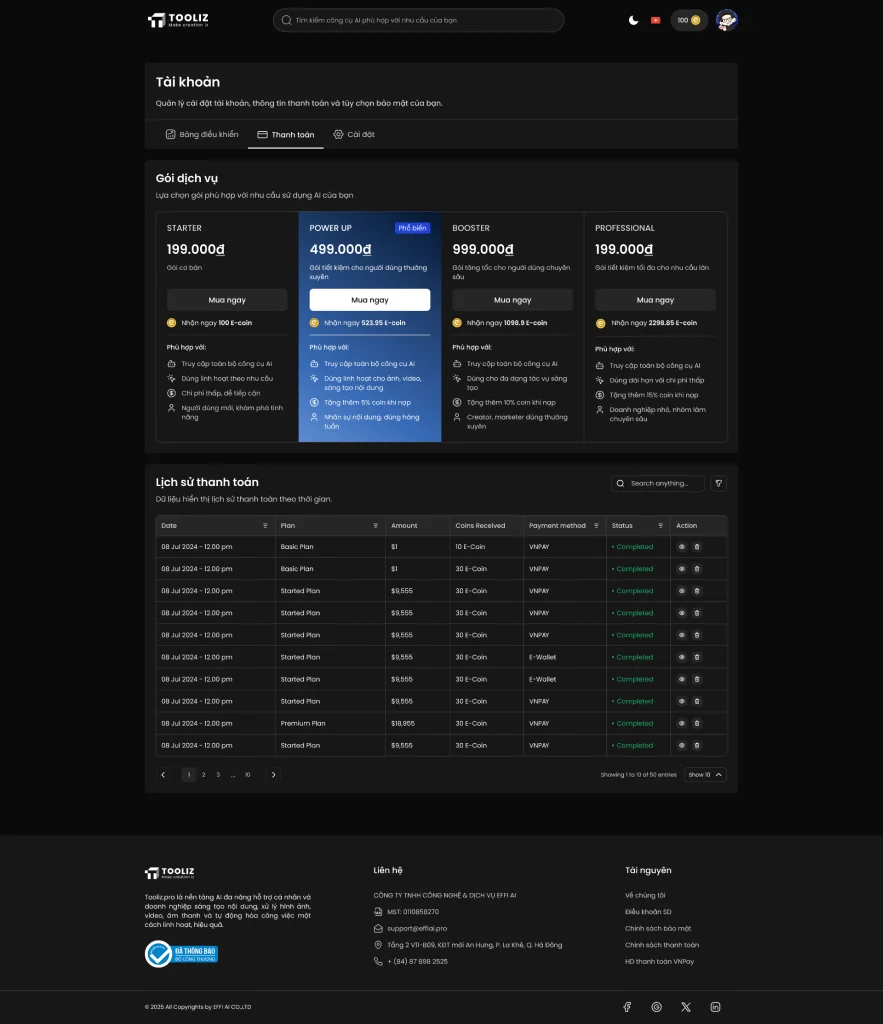 TOOLIZ
Make creation iz
Tìm kiếm công cụ AI phù hợp với nhu cầu của bạn
100
Tài khoản
Quản lý cài đặt tài khoản, thông tin thanh toán và tùy chọn bảo mật của bạn.
Bảng điều khiển
Thanh toán
Cài đặt
Gói dịch vụ
Lựa chọn gói phù hợp với nhu cầu sử dụng AI của bạn
STARTER
199.000đ
Gói cơ bản
Mua ngay
Nhận ngay 100 E-coin
Phù hợp với:
Truy cập toàn bộ công cụ AI
Dùng linh hoạt theo nhu cầu
Chi phí thấp, dễ tiếp cận
Người dùng mới, khám phá tính
năng
POWER UP
Phổ biến
499.000đ
Gói tiết kiệm cho người dùng thường
xuyên
Mua ngay
Nhận ngay 523.95 E-coin
Phù hợp với:
Truy cập toàn bộ công cụ AI
Dùng linh hoạt cho ảnh, video,
sáng tạo nội dung
Tặng thêm 5% coin khi nạp
Nhân sự nội dung, dùng hàng
tuần
BOOSTER
999.000đ
Gói tăng tốc cho người dùng chuyên
sâu
Mua ngay
Nhận ngay 1098.9 E-coin
Phù hợp với:
Truy cập toàn bộ công cụ AI
Dùng cho đa dạng tác vụ sáng
tạo
Tặng thêm 10% coin khi nạp
Creator, marketer dùng thường
xuyên
PROFESSIONAL
199.000đ
Gói tiết kiệm tối đa cho nhu cầu lớn
Mua ngay
Nhận ngay 2298.85 E-coin
Phù hợp với:
Truy cập toàn bộ công cụ AI
Dùng dài hạn với chi phí thấp
Tặng thêm 15% coin khi nạp
Doanh nghiệp nhỏ, nhóm làm
chuyên sâu
Lịch sử thanh toán
Dữ liệu hiển thị lịch sử thanh toán theo thời gian.
Search anything...
Date Plan Amount Coins Received Payment method Status Action
08 Jul 2024 - 12.00 pm Basic Plan $1 10 E-Coin VNPAY • Completed
08 Jul 2024 - 12.00 pm Basic Plan $1 30 E-Coin VNPAY • Completed
08 Jul 2024 - 12.00 pm Started Plan $9,555 30 E-Coin VNPAY • Completed
08 Jul 2024 - 12.00 pm Started Plan $9,555 30 E-Coin VNPAY • Completed
08 Jul 2024 - 12.00 pm Started Plan $9,555 30 E-Coin VNPAY • Completed
08 Jul 2024 - 12.00 pm Started Plan $9,555 30 E-Coin E-Wallet • Completed
08 Jul 2024 - 12.00 pm Started Plan $9,555 30 E-Coin E-Wallet • Completed
08 Jul 2024 - 12.00 pm Started Plan $9,555 30 E-Coin VNPAY • Completed
08 Jul 2024 - 12.00 pm Premium Plan $18,955 30 E-Coin VNPAY • Completed
08 Jul 2024 - 12.00 pm Started Plan $9,555 30 E-Coin VNPAY • Completed
1 2 3 ... 10
Showing 1 to 10 of 50 entries
Show 10
TOOLIZ
Make creation iz
Tooliz.pro là nền tảng AI đa năng hỗ trợ cá nhân và
doanh nghiệp sáng tạo nội dung, xử lý hình ảnh,
video, âm thanh và tự động hóa công việc một
cách linh hoạt, hiệu quả.
ĐÃ THÔNG BÁO
BỘ CÔNG THƯƠNG
Liên hệ
CÔNG TY TNHH CÔNG NGHỆ & DỊCH VỤ EFFI AI
MST: 0110858270
support@effiai.pro
Tầng 2 V11-B09, KĐT mới An Hưng, P. La Khê, Q. Hà Đông
+ (84) 87 898 2525
Tài nguyên
Về chúng tôi
Điều khoản SD
Chính sách bảo mật
Chính sách thanh toán
HD thanh toán VNPay
© 2025 All Copyrights by EFFI AI CO.,LTD